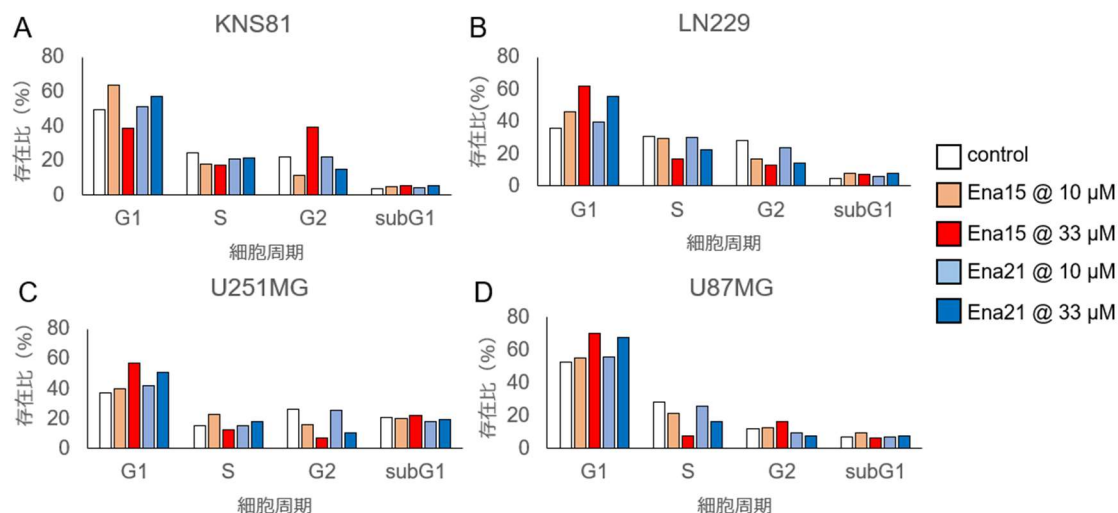 A
KNS81
存在比（%）
80
60
40
20
0
G1 S G2 subG1
細胞周期
B
LN229
存在比(%)
80
60
40
20
0
G1 S G2 subG1
細胞周期
control
Ena15 @ 10 µM
Ena15 @ 33 µM
Ena21 @ 10 µM
Ena21 @ 33 µM
C
U251MG
存在比（%）
80
60
40
20
0
G1 S G2 subG1
細胞周期
D
U87MG
存在比（%）
80
60
40
20
0
G1 S G2 subG1
細胞周期